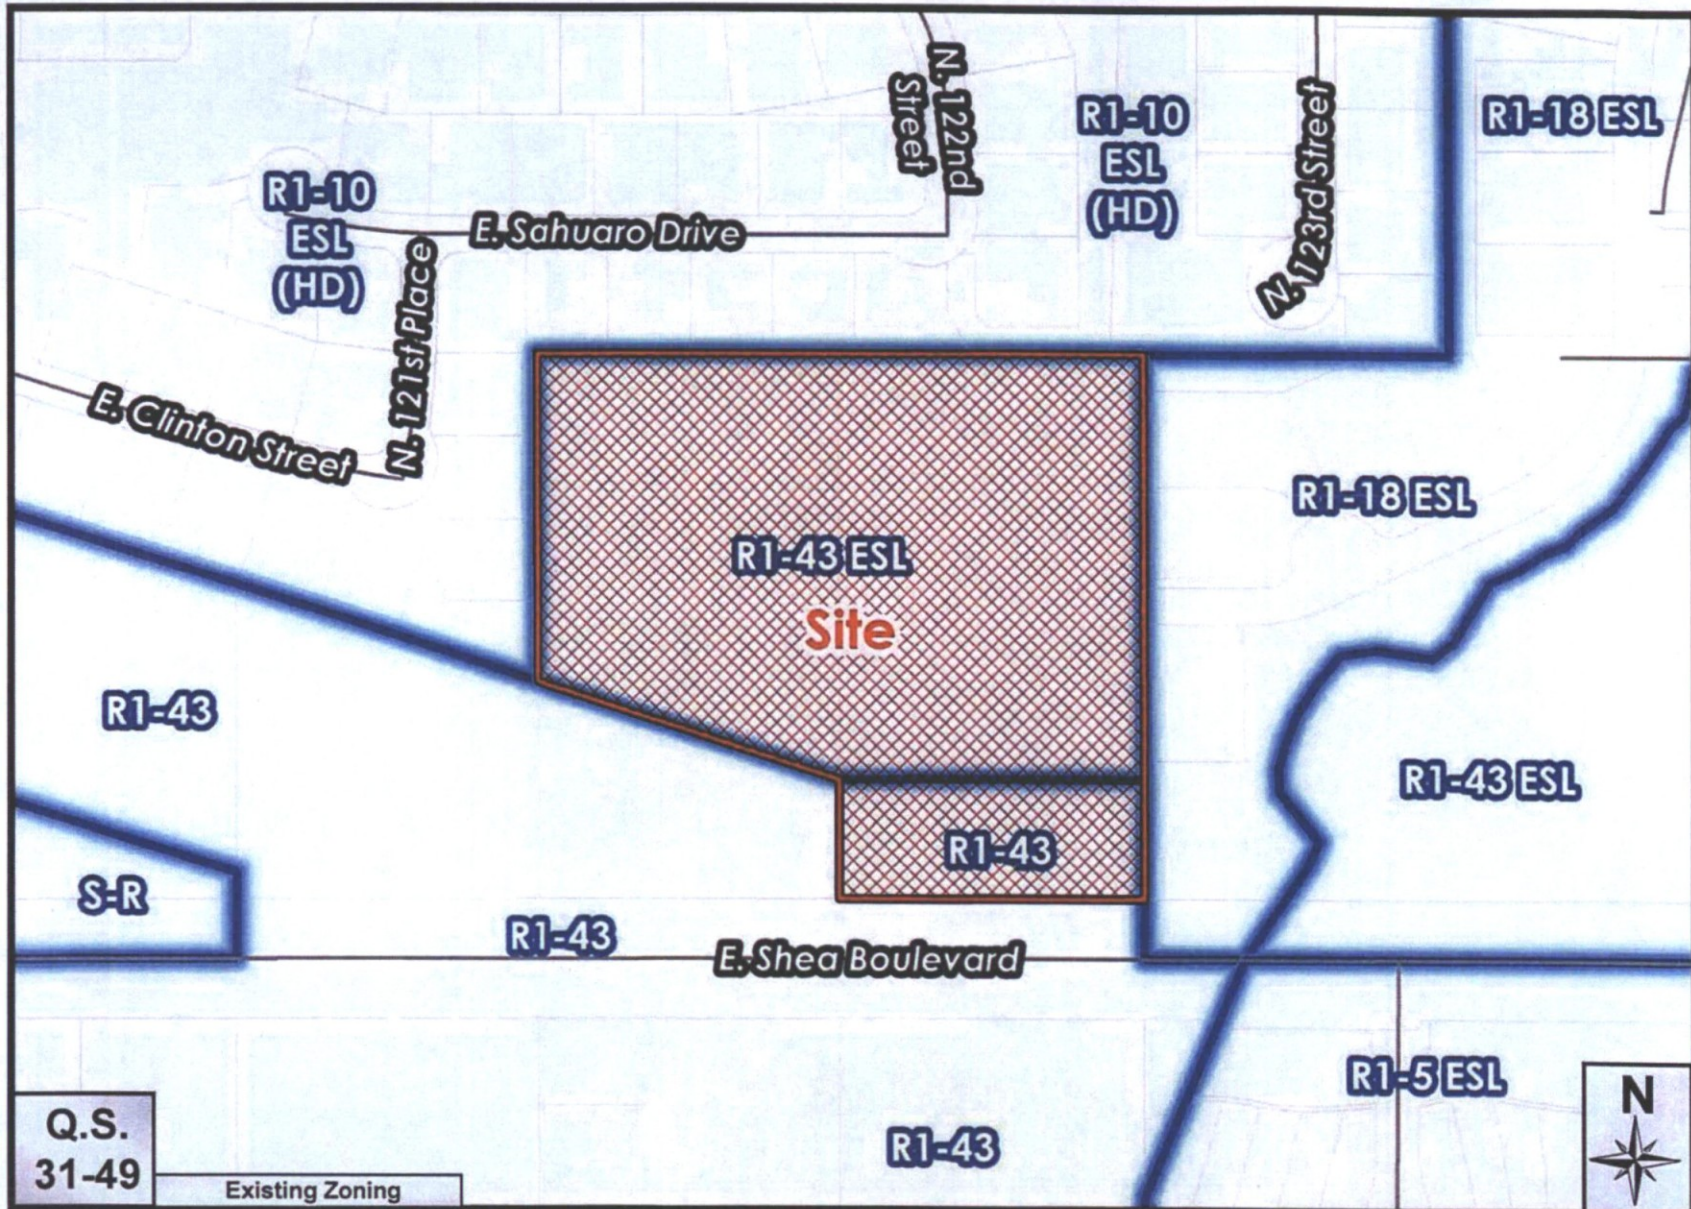 N. 122nd
Street
R1-10
ESL
(HD)
N. 123rd Street
R1-18 ESL
R1-10
ESL
(HD)
E. Sahuaro Drive
N. 121st Place
E. Clinton Street
R1-43 ESL
Site
R1-18 ESL
R1-43
R1-43 ESL
R1-43
S-R
R1-43
E. Shea Boulevard
R1-5 ESL
R1-43
Q.S.
31-49
Existing Zoning
N